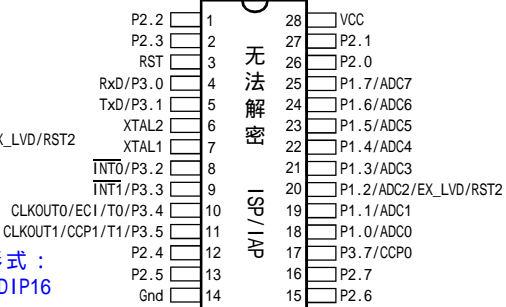 P2.2 1 28 VCC
P2.3 2 27 P2.1
RST 3 26 P2.0
RxD/P3.0 4 25 P1.7/ADC7
TxD/P3.1 5 24 P1.6/ADC6
XTAL2 6 23 P1.5/ADC5
X_LVD/RST2
XTAL1 7 22 P1.4/ADC4
INT0/P3.2 8 21 P1.3/ADC3
INT1/P3.3 9 20 P1.2/ADC2/EX_LVD/RST2
CLKOUT0/ECI/T0/P3.4 10 19 P1.1/ADC1
CLKOUT1/CCP1/T1/P3.5 11 18 P1.0/ADC0
P2.4 12 17 P3.7/CCP0
P2.5 13 16 P2.7
Gnd 14 15 P2.6
无法解密 ISP/IAP
形式：
DIP16